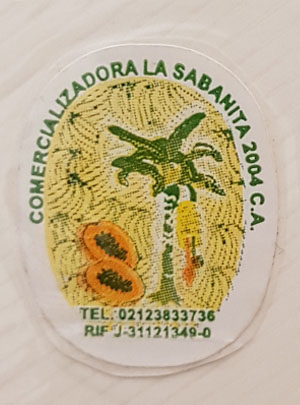 COMERCIALIZADORA LA SABANITA 2004 C.A.
TEL: 02123833736
RIF J-31121349-0